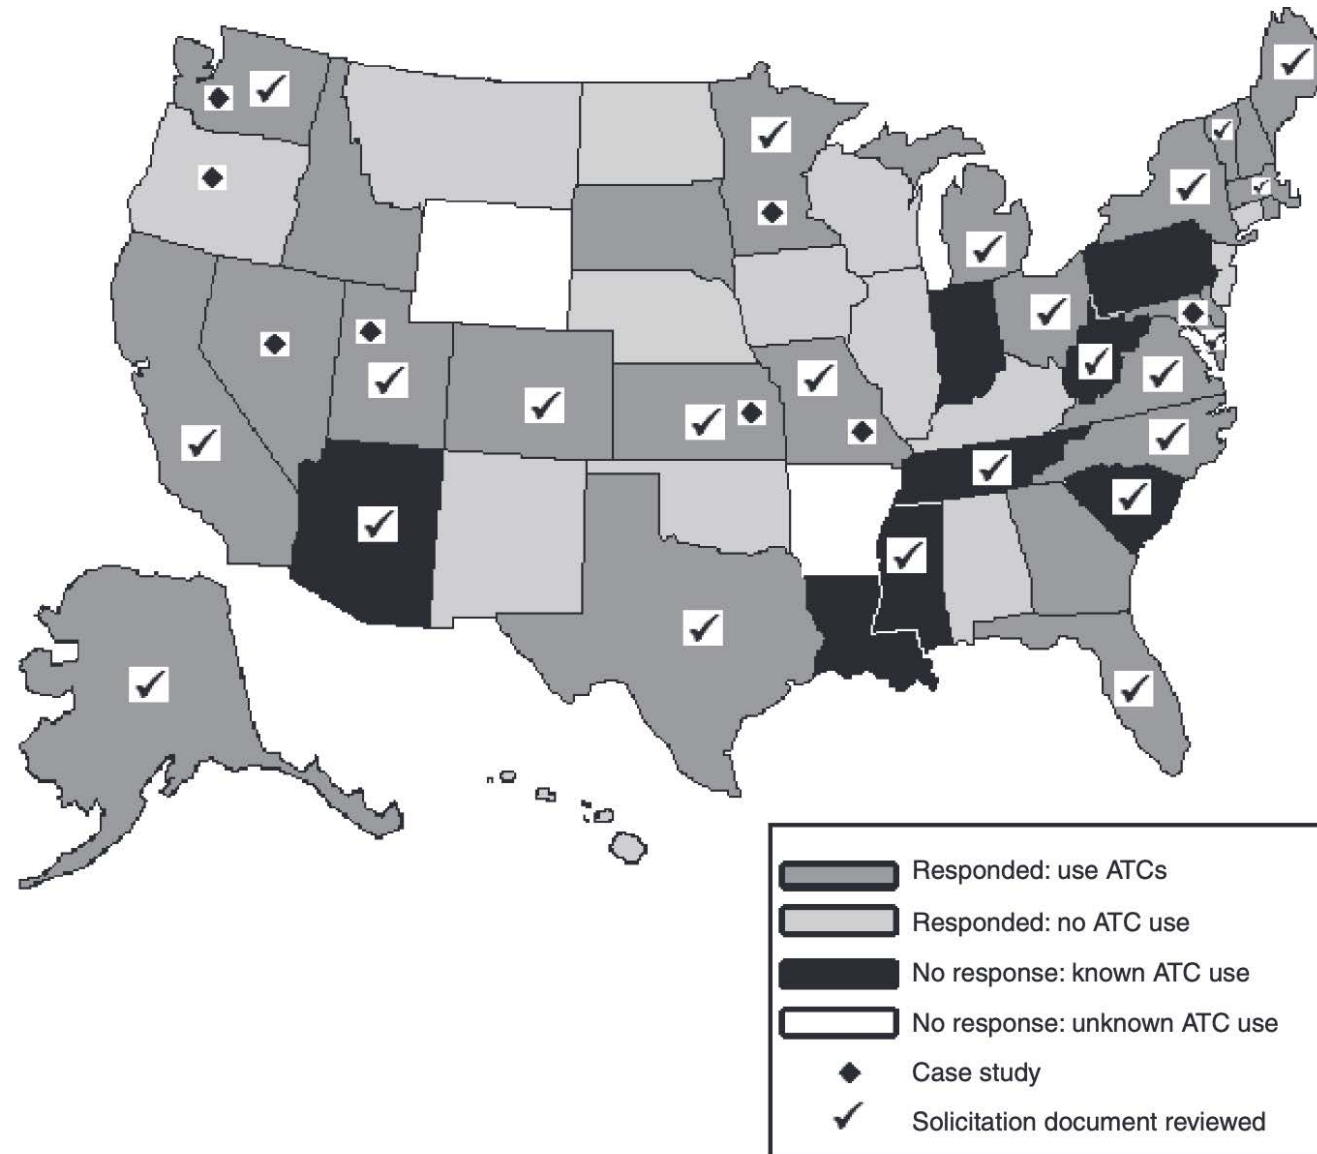 Responded: use ATCs
Responded: no ATC use
No response: known ATC use
No response: unknown ATC use
Case study
Solicitation document reviewed